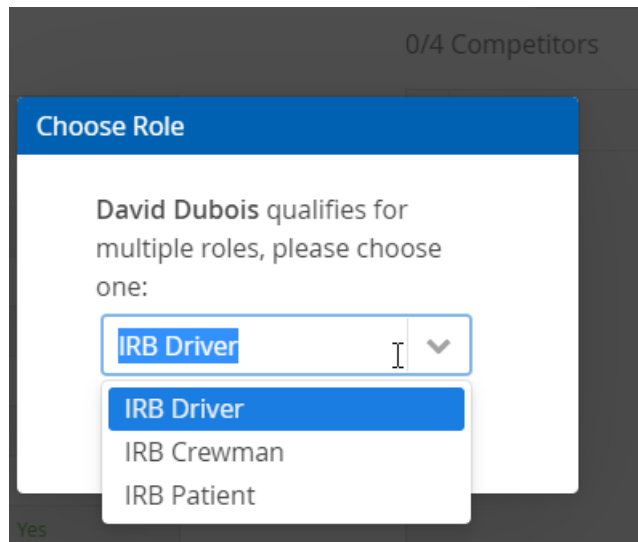 0/4 Competitors
Choose Role
David Dubois qualifies for
multiple roles, please choose
one:
IRB Driver
IRB Driver
IRB Crewman
IRB Patient
Yes